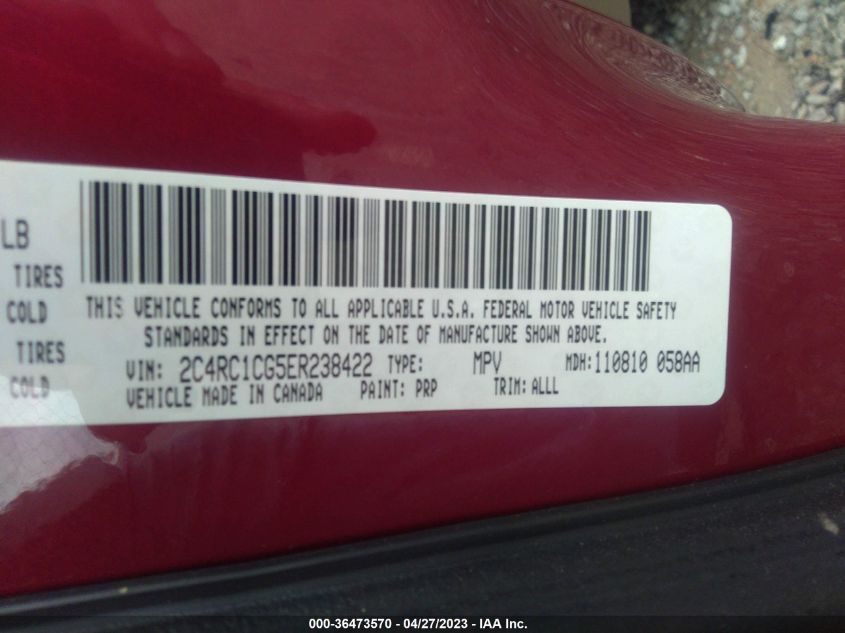 LB
TIRES
COLD
TIRES
COLD
THIS VEHICLE CONFORMS TO ALL APPLICABLE U.S.A. FEDERAL MOTOR VEHICLE SAFETY
STANDARDS IN EFFECT ON THE DATE OF MANUFACTURE SHOWN ABOVE.
VIN: 2C4RC1CG5ER238422 TYPE: MPV MDH:110810 058AA
VEHICLE MADE IN CANADA PAINT: PRP TRIM: ALLL
000-36473570 - 04/27/2023 - IAA Inc.